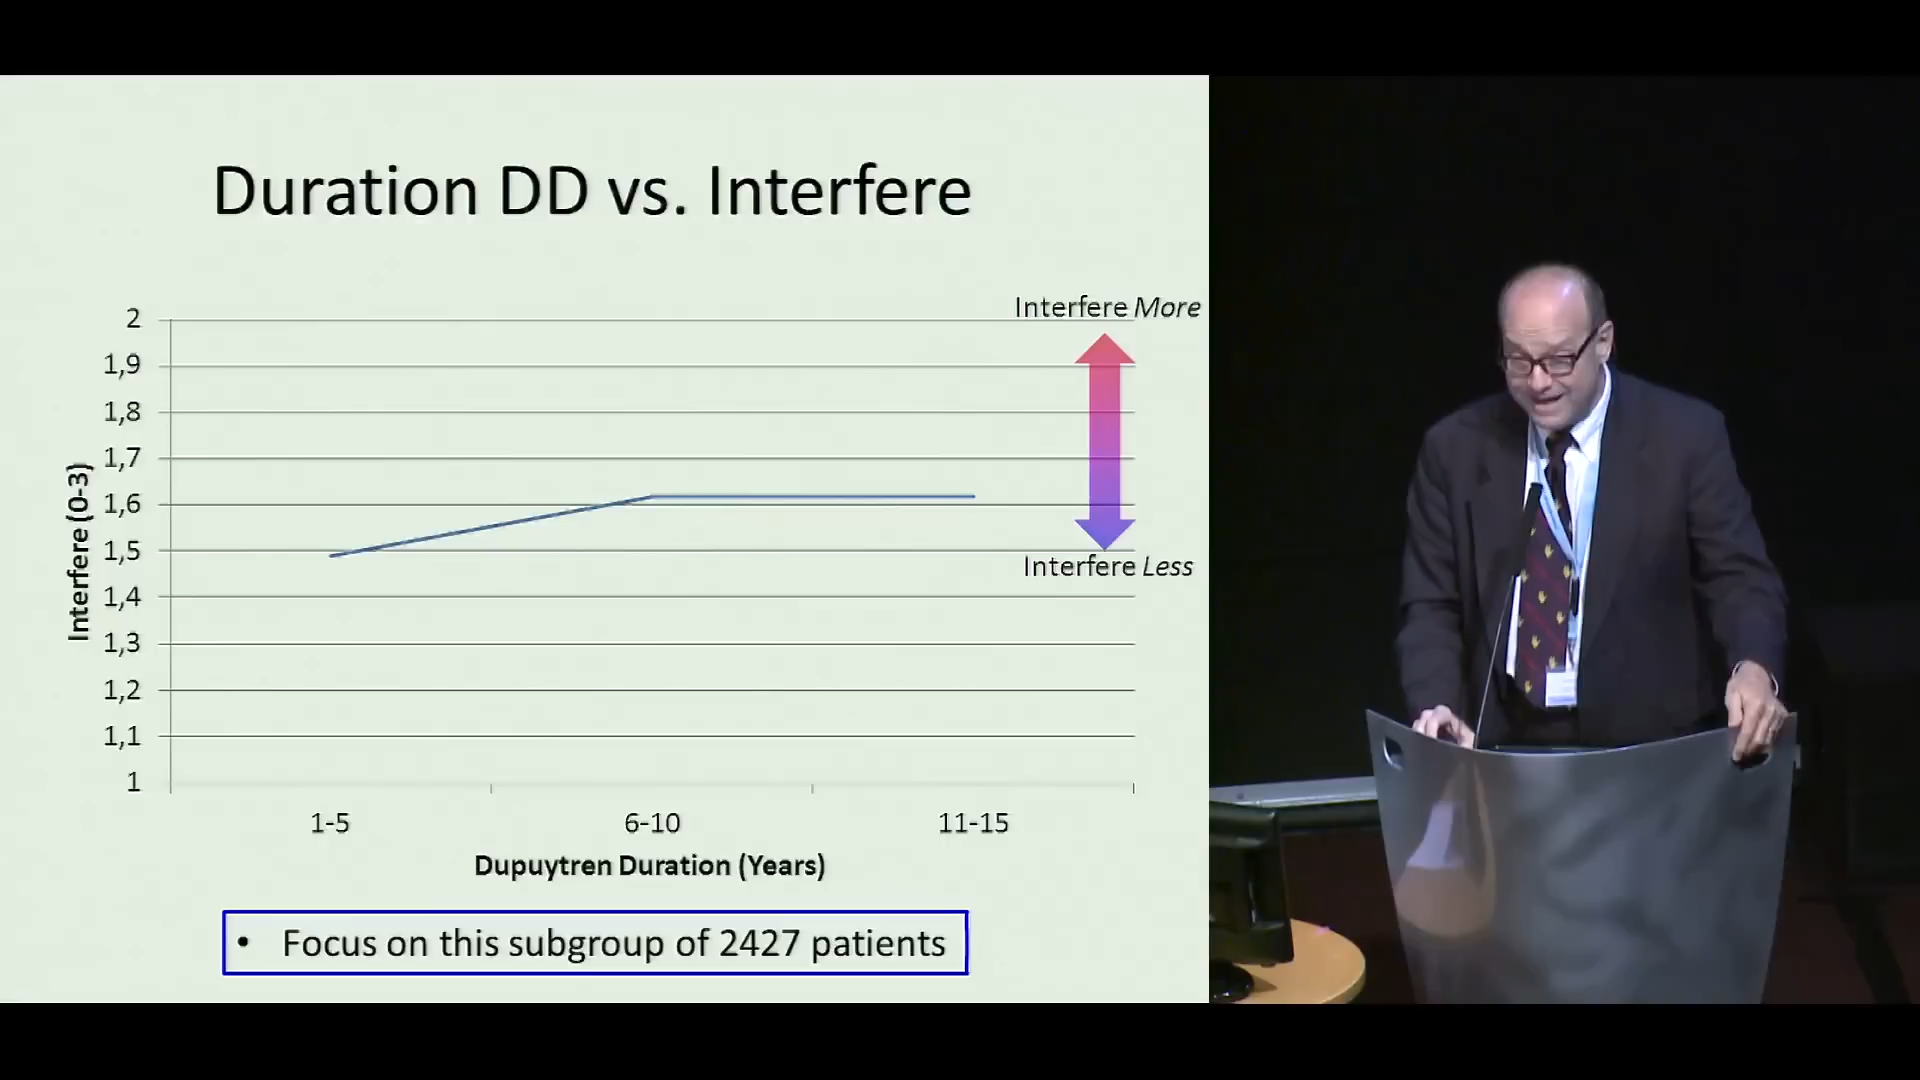 Duration DD vs. Interfere
Interfere More
2
1,9
1,8
1,7
1,6
1,5
1,4
1,3
1,2
1,1
1
Interfere (0-3)
Interfere Less
1-5
6-10
11-15
Dupuytren Duration (Years)
• Focus on this subgroup of 2427 patients